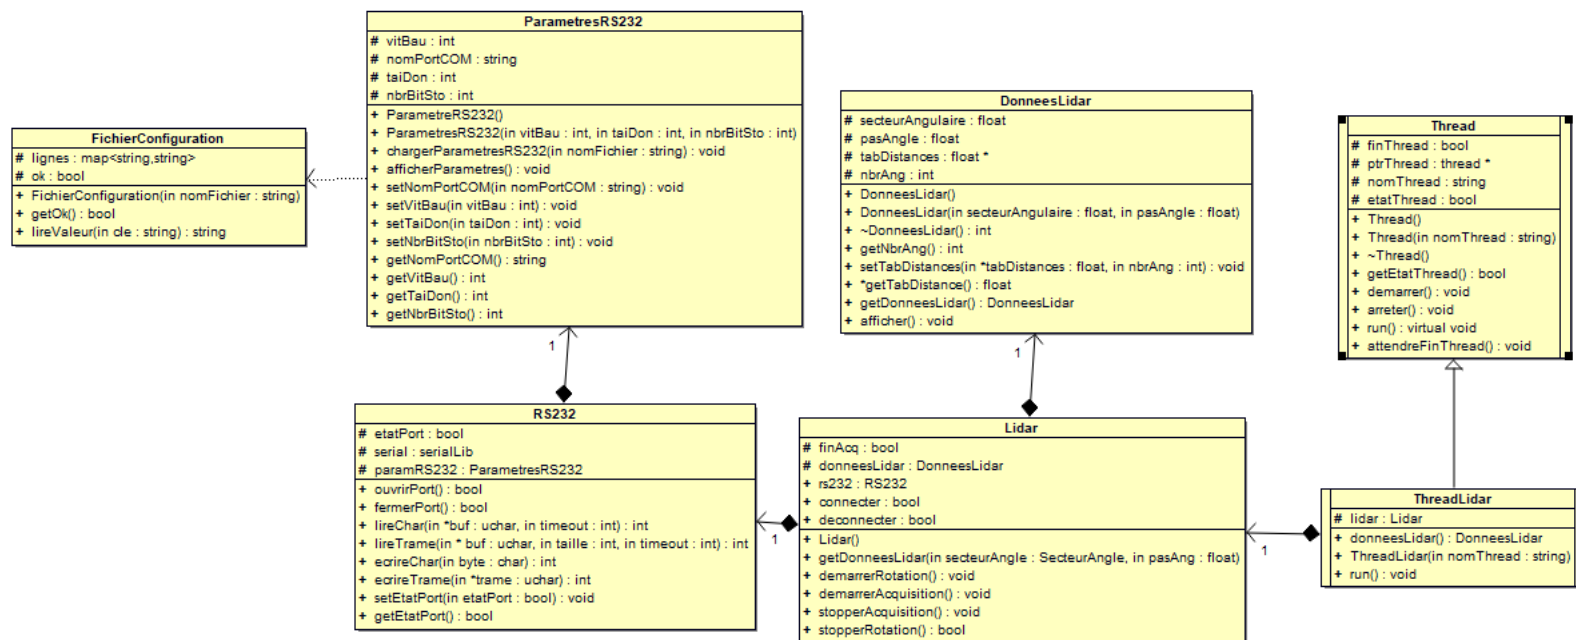 ParametresRS232
# vitBau : int
# nomPortCOM : string
# taiDon : int
# nbrBitSto : int
+ ParametreRS232()
+ ParametresRS232(in vitBau : int, in taiDon : int, in nbrBitSto : int)
+ chargerParametresRS232(in nomFichier : string) : void
+ afficherParametres() : void
+ setNomPortCOM(in nomPortCOM : string) : void
+ setVitBau(in vitBau : int) : void
+ setTaiDon(in taiDon : int) : void
+ setNbrBitSto(in nbrBitSto : int) : void
+ getNomPortCOM() : string
+ getVitBau() : int
+ getTaiDon() : int
+ getNbrBitSto() : int
FichierConfiguration
# lignes : map<string,string>
# ok : bool
+ FichierConfiguration(in nomFichier : string)
+ getOk() : bool
+ lireValeur(in cle : string) : string
DonneesLidar
# secteurAngulaire : float
# pasAngle : float
# tabDistances : float *
# nbrAng : int
+ DonneesLidar()
+ DonneesLidar(in secteurAngulaire : float, in pasAngle : float)
+ ~DonneesLidar() : int
+ getNbrAng() : int
+ setTabDistances(in *tabDistances : float, in nbrAng : int) : void
+ *getTabDistance() : float
+ getDonneesLidar() : DonneesLidar
+ afficher() : void
Thread
# finThread : bool
# ptrThread : thread *
# nomThread : string
# etatThread : bool
+ Thread()
+ Thread(in nomThread : string)
+ ~Thread()
+ getEtatThread() : bool
+ demarrer() : void
+ arreter() : void
+ run() : virtual void
+ attendreFinThread() : void
1
1
RS232
# etatPort : bool
# serial : serialLib
# paramRS232 : ParametresRS232
+ ouvrirPort() : bool
+ fermerPort() : bool
+ lireChar(in *buf : uchar, in timeout : int) : int
+ lireTrame(in * buf : uchar, in taille : int, in timeout : int) : int
+ ecrireChar(in byte : char) : int
+ ecrireTrame(in *trame : uchar) : int
+ setEtatPort(in etatPort : bool) : void
+ getEtatPort() : bool
1
Lidar
# finAcq : bool
# donneesLidar : DonneesLidar
+ rs232 : RS232
+ connecter : bool
+ deconnecter : bool
+ Lidar()
+ getDonneesLidar(in secteurAngle : SecteurAngle, in pasAng : float)
+ demarrerRotation() : void
+ demarrerAcquisition() : void
+ stopperAcquisition() : void
+ stopperRotation() : bool
1
ThreadLidar
# lidar : Lidar
+ donneesLidar() : DonneesLidar
+ ThreadLidar(in nomThread : string)
+ run() : void